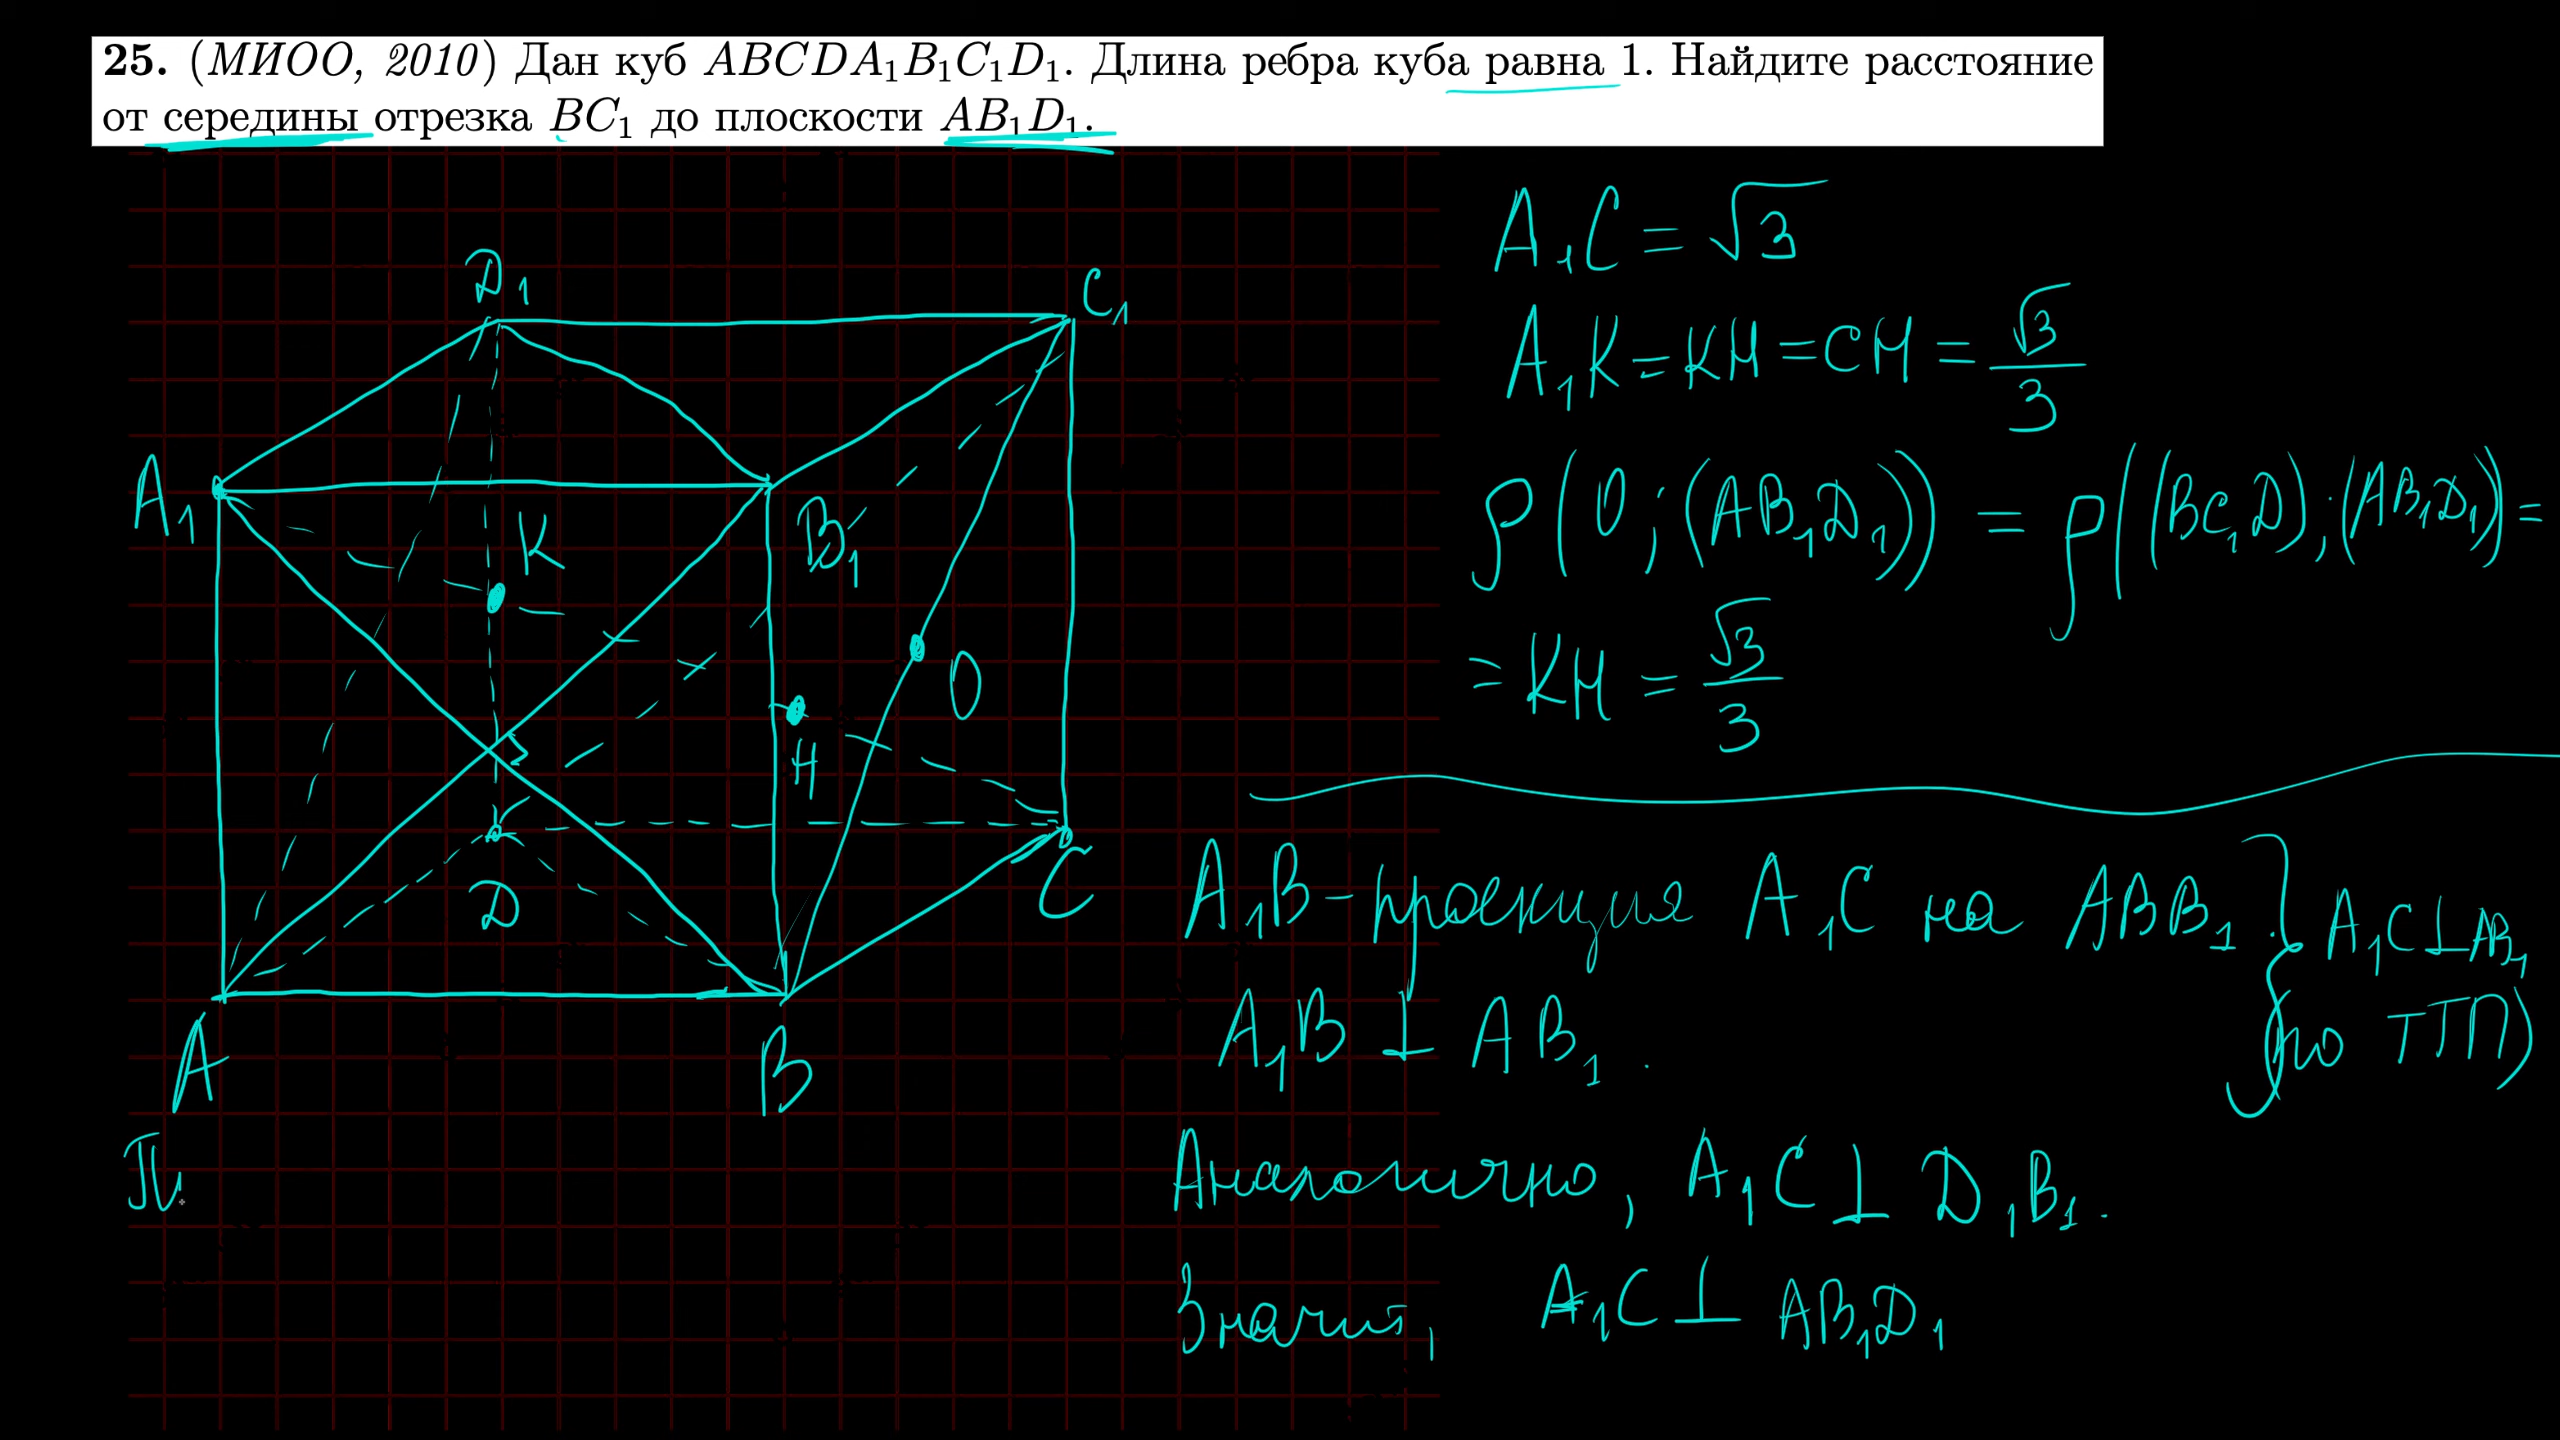 25. (МИОО, 2010) Дан куб ABCDA₁B₁C₁D₁. Длина ребра куба равна 1. Найдите расстояние
от середины отрезка BC₁ до плоскости AB₁D₁.
D₁
C₁
A₁
B₁
K
O
H
D
C
A
B
Пи
A₁C = √3
A₁K = KH = CH = √3/3
ρ(O; (AB₁D₁)) = ρ((BC₁D); (AB₁D₁)) =
= KH = √3/3
A₁B - проекция A₁C на ABB₁.
A₁B ⊥ AB₁.
} A₁C ⊥ AB₁
(по ТТП)
Аналогично, A₁C ⊥ D₁B₁.
Значит, A₁C ⊥ AB₁D₁